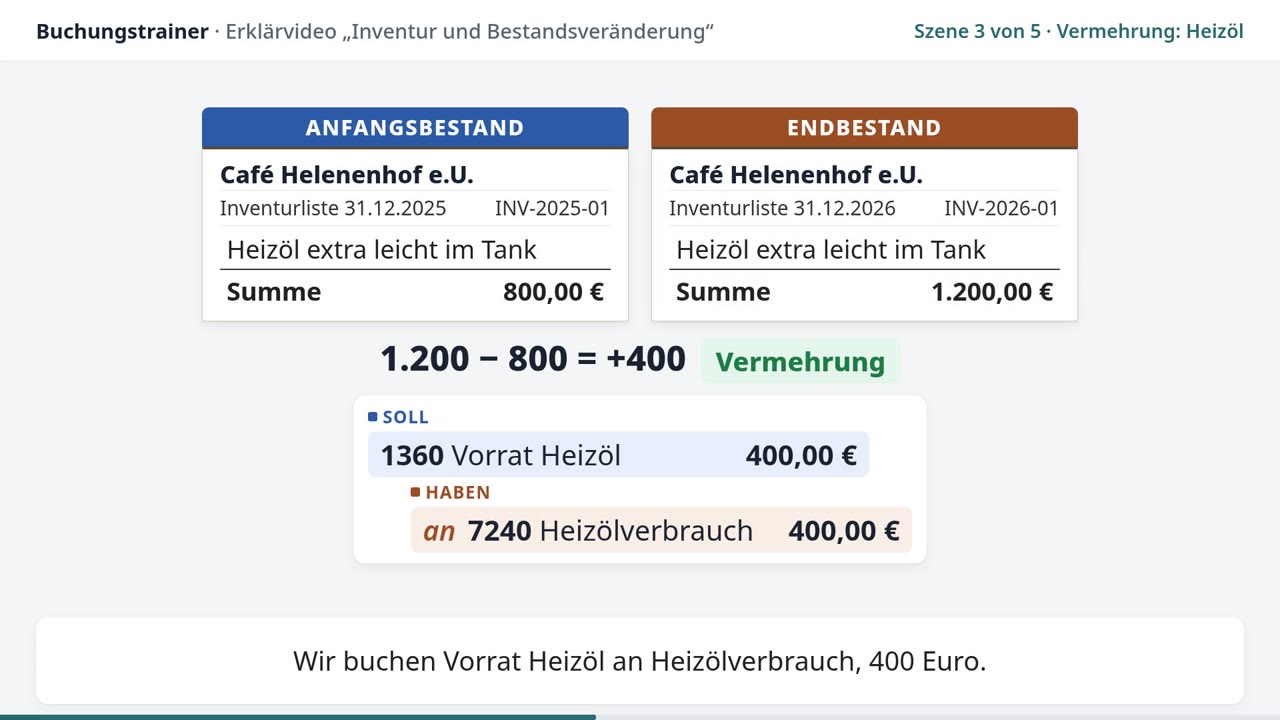 Buchungstrainer · Erklärvideo „Inventur und Bestandsveränderung“
Szene 3 von 5 · Vermehrung: Heizöl
ANFANGSBESTAND
Café Helenenhof e.U.
Inventurliste 31.12.2025 INV-2025-01
Heizöl extra leicht im Tank
Summe 800,00 €
ENDBESTAND
Café Helenenhof e.U.
Inventurliste 31.12.2026 INV-2026-01
Heizöl extra leicht im Tank
Summe 1.200,00 €
1.200 − 800 = +400 Vermehrung
SOLL
1360 Vorrat Heizöl 400,00 €
HABEN
an 7240 Heizölverbrauch 400,00 €
Wir buchen Vorrat Heizöl an Heizölverbrauch, 400 Euro.